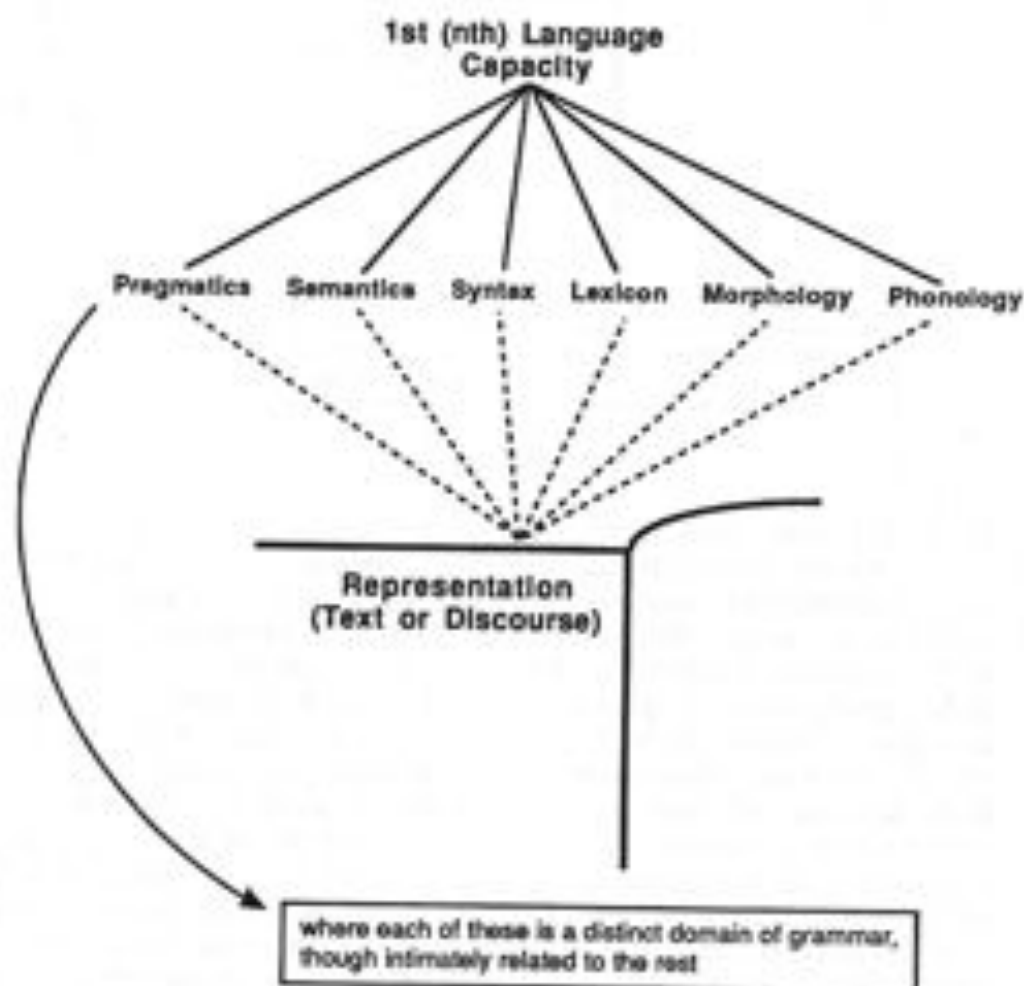 1st (nth) Language
Capacity
Pragmatics Semantics Syntax Lexicon Morphology Phonology
Representation
(Text or Discourse)
where each of these is a distinct domain of grammar,
though intimately related to the rest